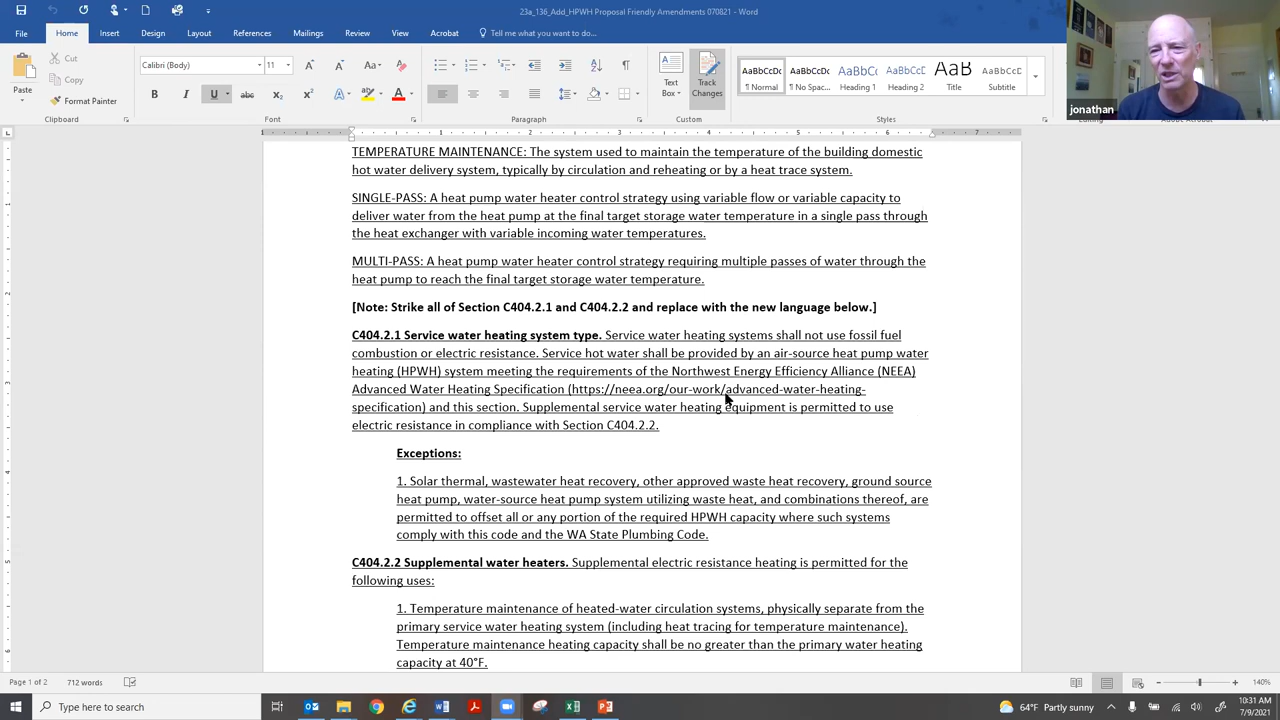 23a_136_Add_HPWH Proposal Friendly Amendments 070821 - Word
File Home Insert Design Layout References Mailings Review View Acrobat Tell me what you want to do...
Paste
Cut
Copy
Format Painter
Clipboard
Calibri (Body) 11
Font
Paragraph
Text Box
Track Changes
Custom
AaBbCcDc AaBbCcDc AaBbCc AaBbCcD AaB AaBbCcD
¶ Normal ¶ No Spac... Heading 1 Heading 2 Title Subtitle
Styles
jonathan
TEMPERATURE MAINTENANCE: The system used to maintain the temperature of the building domestic
hot water delivery system, typically by circulation and reheating or by a heat trace system.
SINGLE-PASS: A heat pump water heater control strategy using variable flow or variable capacity to
deliver water from the heat pump at the final target storage water temperature in a single pass through
the heat exchanger with variable incoming water temperatures.
MULTI-PASS: A heat pump water heater control strategy requiring multiple passes of water through the
heat pump to reach the final target storage water temperature.
[Note: Strike all of Section C404.2.1 and C404.2.2 and replace with the new language below.]
C404.2.1 Service water heating system type. Service water heating systems shall not use fossil fuel
combustion or electric resistance. Service hot water shall be provided by an air-source heat pump water
heating (HPWH) system meeting the requirements of the Northwest Energy Efficiency Alliance (NEEA)
Advanced Water Heating Specification (https://neea.org/our-work/advanced-water-heating-
specification) and this section. Supplemental service water heating equipment is permitted to use
electric resistance in compliance with Section C404.2.2.
Exceptions:
1. Solar thermal, wastewater heat recovery, other approved waste heat recovery, ground source
heat pump, water-source heat pump system utilizing waste heat, and combinations thereof, are
permitted to offset all or any portion of the required HPWH capacity where such systems
comply with this code and the WA State Plumbing Code.
C404.2.2 Supplemental water heaters. Supplemental electric resistance heating is permitted for the
following uses:
1. Temperature maintenance of heated-water circulation systems, physically separate from the
primary service water heating system (including heat tracing for temperature maintenance).
Temperature maintenance heating capacity shall be no greater than the primary water heating
capacity at 40°F.
Page 1 of 2 712 words 140%
Type here to search
64°F Partly sunny
10:31 AM
7/9/2021